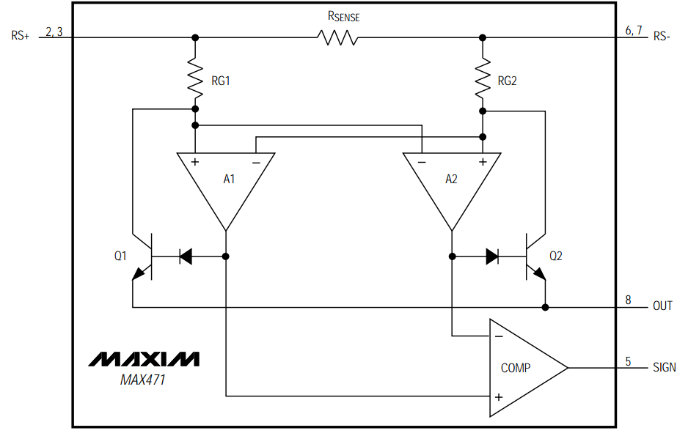 RSENSE
RS+ 2, 3
6, 7 RS-
RG1
RG2
+ −
− +
A1
A2
Q1
Q2
8 OUT
−
MAXIM
MAX471
COMP
5 SIGN
+